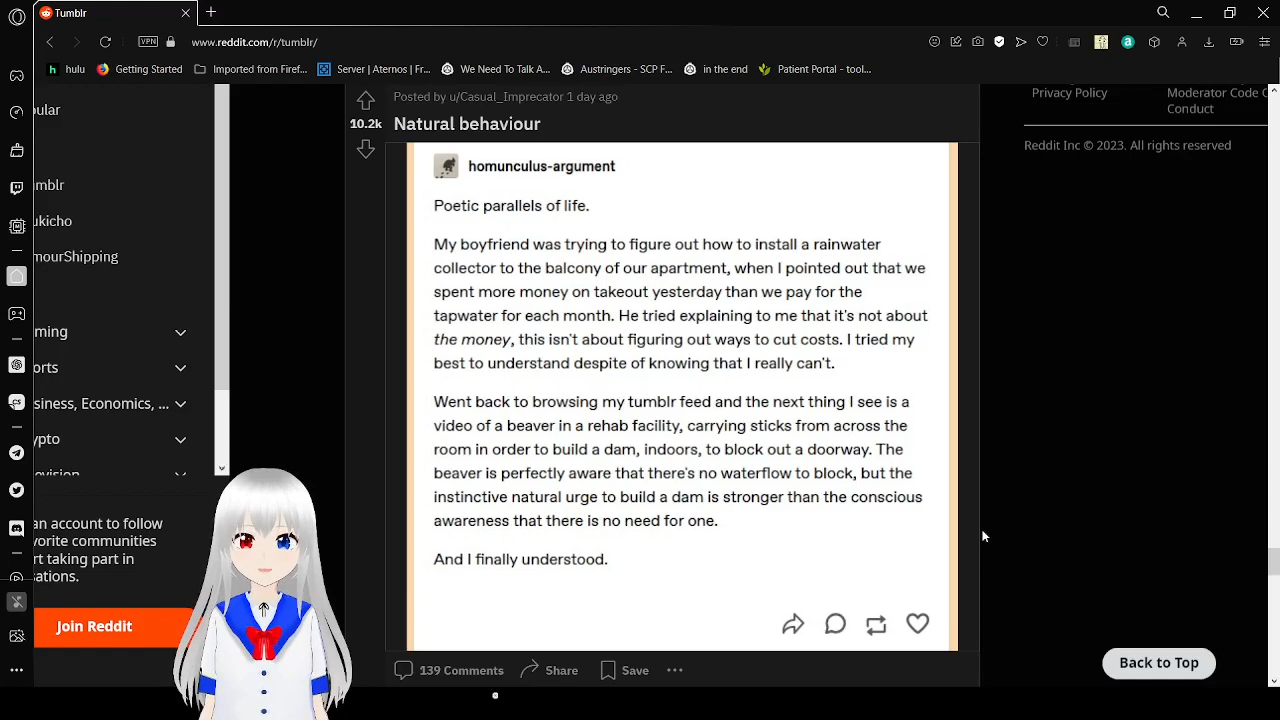 Tumblr
www.reddit.com/r/tumblr/
VPN
hulu
Getting Started
Imported from Firef...
Server | Aternos | Fr...
We Need To Talk A...
Austringers - SCP F...
in the end
Patient Portal - tool...
pular
mblr
ukicho
mourShipping
ming
orts
siness, Economics, ...
ypto
evision
an account to follow
vorite communities
rt taking part in
sations.
Join Reddit
Posted by u/Casual_Imprecator 1 day ago
10.2k
Natural behaviour
homunculus-argument
Poetic parallels of life.
My boyfriend was trying to figure out how to install a rainwater
collector to the balcony of our apartment, when I pointed out that we
spent more money on takeout yesterday than we pay for the
tapwater for each month. He tried explaining to me that it's not about
the money, this isn't about figuring out ways to cut costs. I tried my
best to understand despite of knowing that I really can't.
Went back to browsing my tumblr feed and the next thing I see is a
video of a beaver in a rehab facility, carrying sticks from across the
room in order to build a dam, indoors, to block out a doorway. The
beaver is perfectly aware that there's no waterflow to block, but the
instinctive natural urge to build a dam is stronger than the conscious
awareness that there is no need for one.
And I finally understood.
139 Comments
Share
Save
Privacy Policy
Moderator Code O
Conduct
Reddit Inc © 2023. All rights reserved
Back to Top